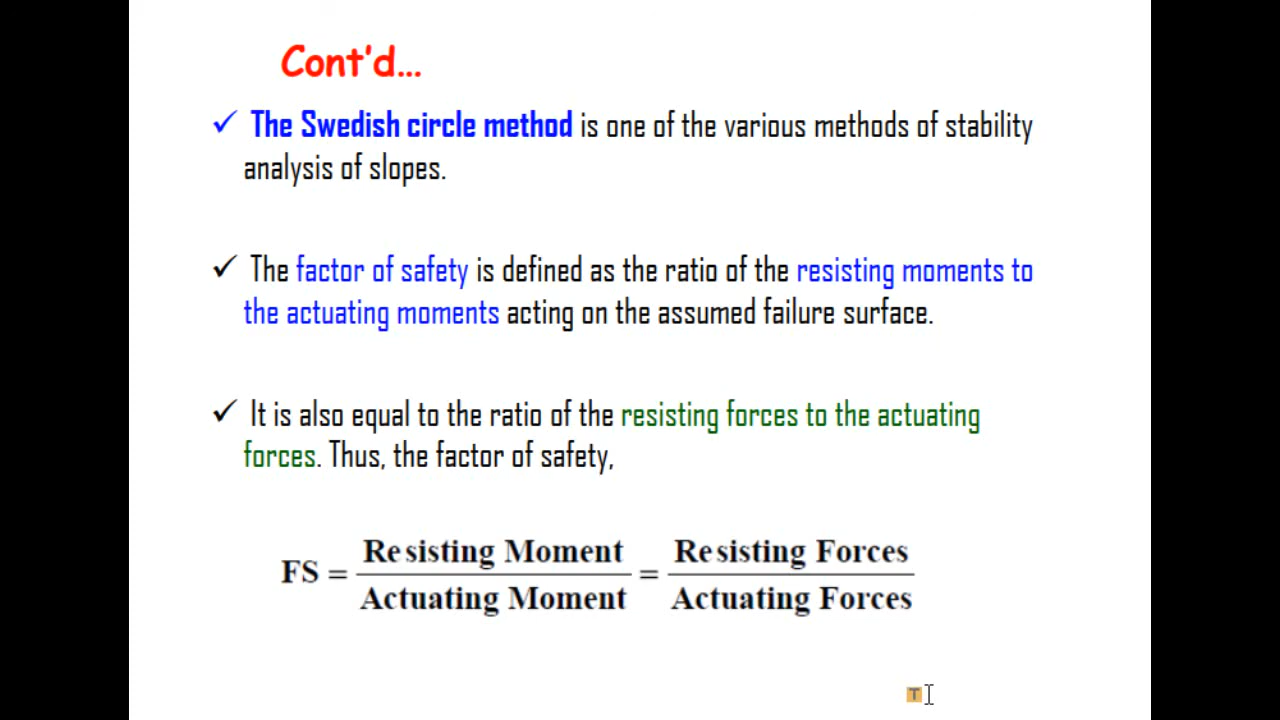 Cont'd...
✓ The Swedish circle method is one of the various methods of stability
analysis of slopes.
✓ The factor of safety is defined as the ratio of the resisting moments to
the actuating moments acting on the assumed failure surface.
✓ It is also equal to the ratio of the resisting forces to the actuating
forces. Thus, the factor of safety,
FS = Resisting Moment / Actuating Moment = Resisting Forces / Actuating Forces
T